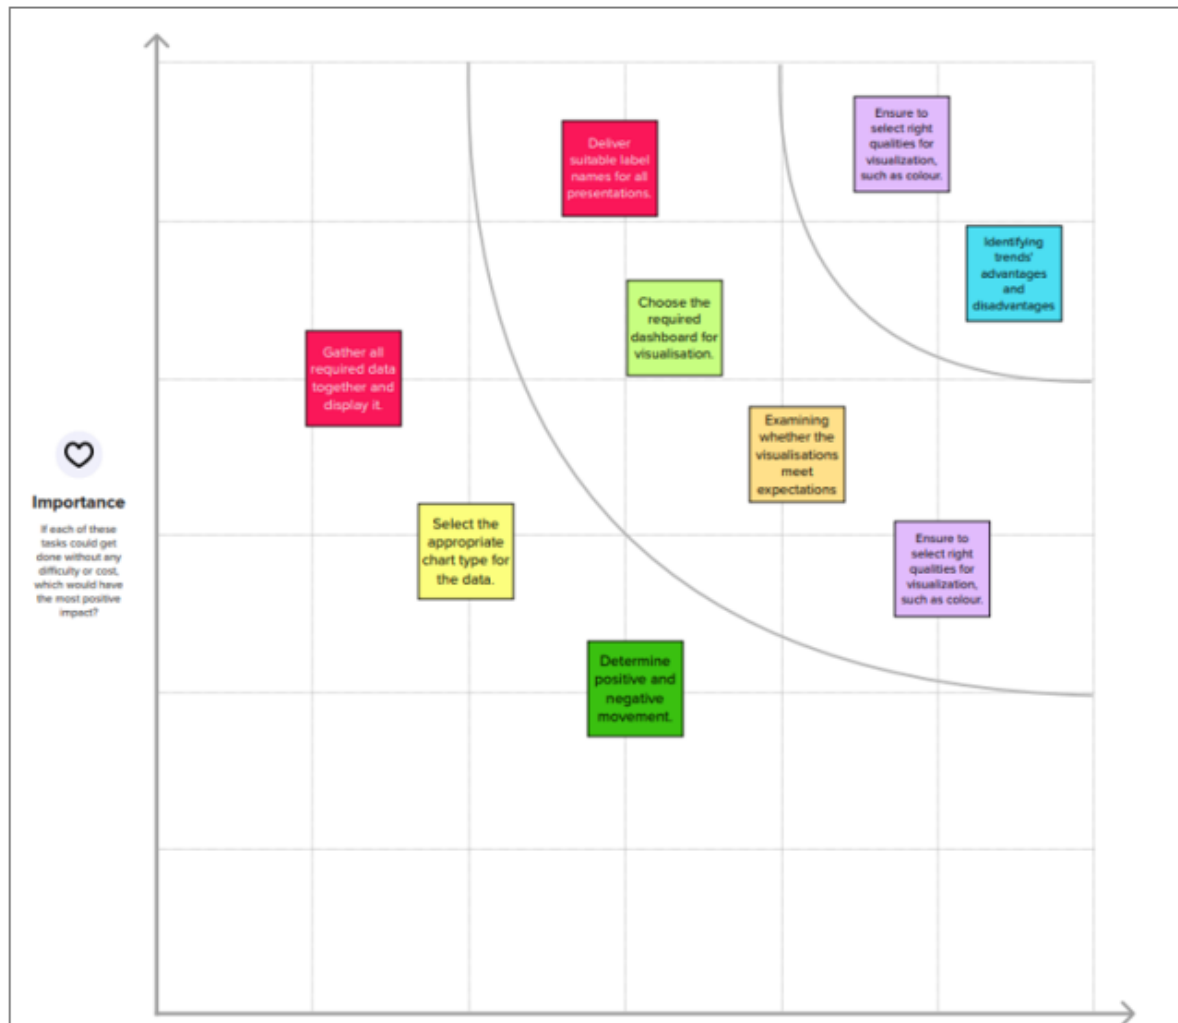 Ensure to
select right
qualities for
visualization,
such as colour.
Deliver
suitable label
names for all
presentations.
Identifying
trends'
advantages
and
disadvantages
Choose the
required
dashboard for
visualisation.
Gather all
required data
together and
display it.
Examining
whether the
visualisations
meet
expectations
Importance
If each of these
tasks could get
done without any
difficulty or cost,
which would have
the most positive
impact?
Select the
appropriate
chart type for
the data.
Ensure to
select right
qualities for
visualization,
such as colour.
Determine
positive and
negative
movement.